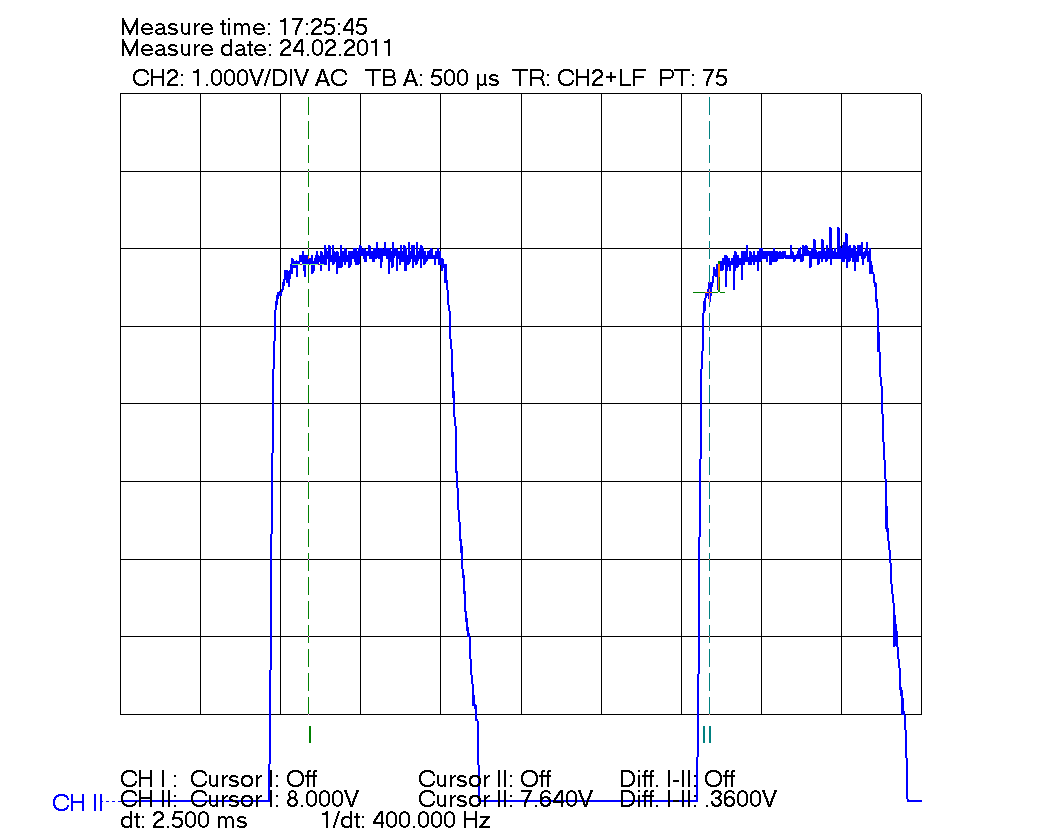 Measure time: 17:25:45
Measure date: 24.02.2011
CH2: 1.000V/DIV AC TB A: 500 µs TR: CH2+LF PT: 75
I II
CH I : Cursor I: Off Cursor II: Off Diff. I-II: Off
CH II CH II: Cursor I: 8.000V Cursor II: 7.640V Diff. I-II: .3600V
dt: 2.500 ms 1/dt: 400.000 Hz